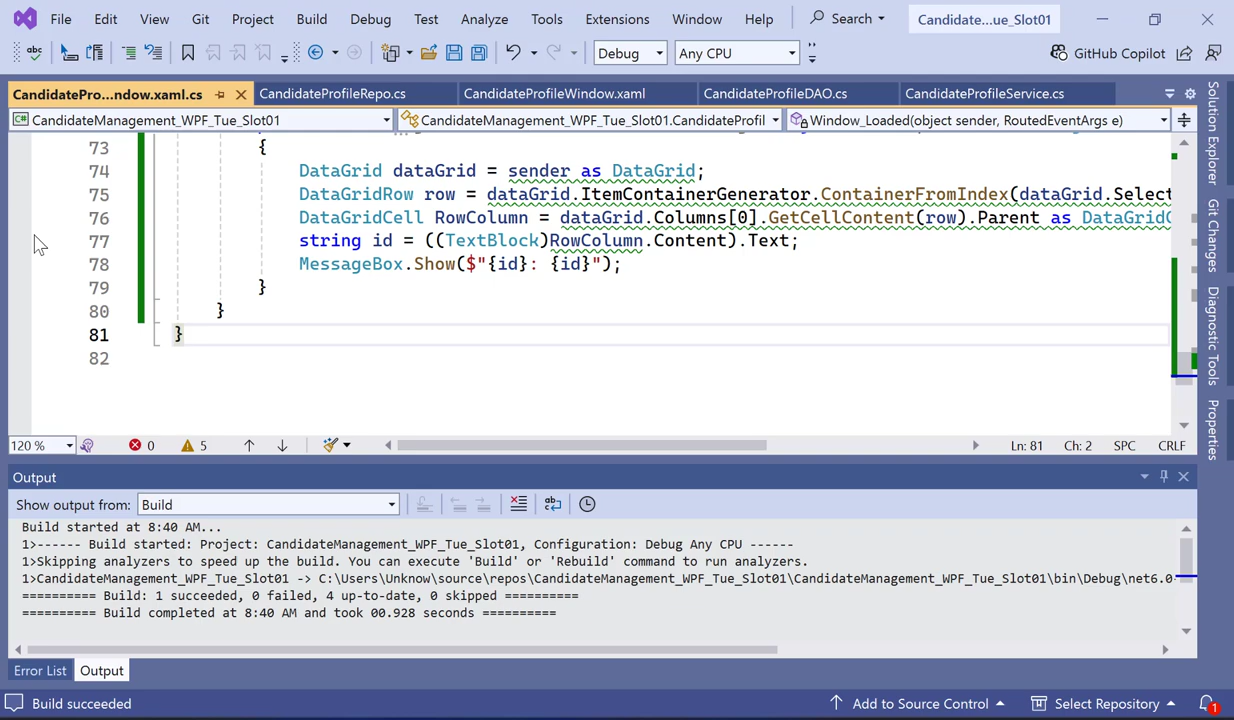 File Edit View Git Project Build Debug Test Analyze Tools Extensions Window Help Search Candidate...ue_Slot01
abc Debug Any CPU GitHub Copilot
CandidatePro...ndow.xaml.cs CandidateProfileRepo.cs CandidateProfileWindow.xaml CandidateProfileDAO.cs CandidateProfileService.cs
C# CandidateManagement_WPF_Tue_Slot01 CandidateManagement_WPF_Tue_Slot01.CandidateProfil Window_Loaded(object sender, RoutedEventArgs e)
73 {
74 DataGrid dataGrid = sender as DataGrid;
75 DataGridRow row = dataGrid.ItemContainerGenerator.ContainerFromIndex(dataGrid.Select
76 DataGridCell RowColumn = dataGrid.Columns[0].GetCellContent(row).Parent as DataGridC
77 string id = ((TextBlock)RowColumn.Content).Text;
78 MessageBox.Show($"{id}: {id}");
79 }
80 }
81 }
82
120 % 0 5 Ln: 81 Ch: 2 SPC CRLF
Output
Show output from: Build
Build started at 8:40 AM...
1>------ Build started: Project: CandidateManagement_WPF_Tue_Slot01, Configuration: Debug Any CPU ------
1>Skipping analyzers to speed up the build. You can execute 'Build' or 'Rebuild' command to run analyzers.
1>CandidateManagement_WPF_Tue_Slot01 -> C:\Users\Unknow\source\repos\CandidateManagement_WPF_Tue_Slot01\CandidateManagement_WPF_Tue_Slot01\bin\Debug\net6.0-
========== Build: 1 succeeded, 0 failed, 4 up-to-date, 0 skipped ==========
========== Build completed at 8:40 AM and took 00.928 seconds ==========
Error List Output
Build succeeded Add to Source Control Select Repository 1
Solution Explorer
Git Changes
Diagnostic Tools
Properties